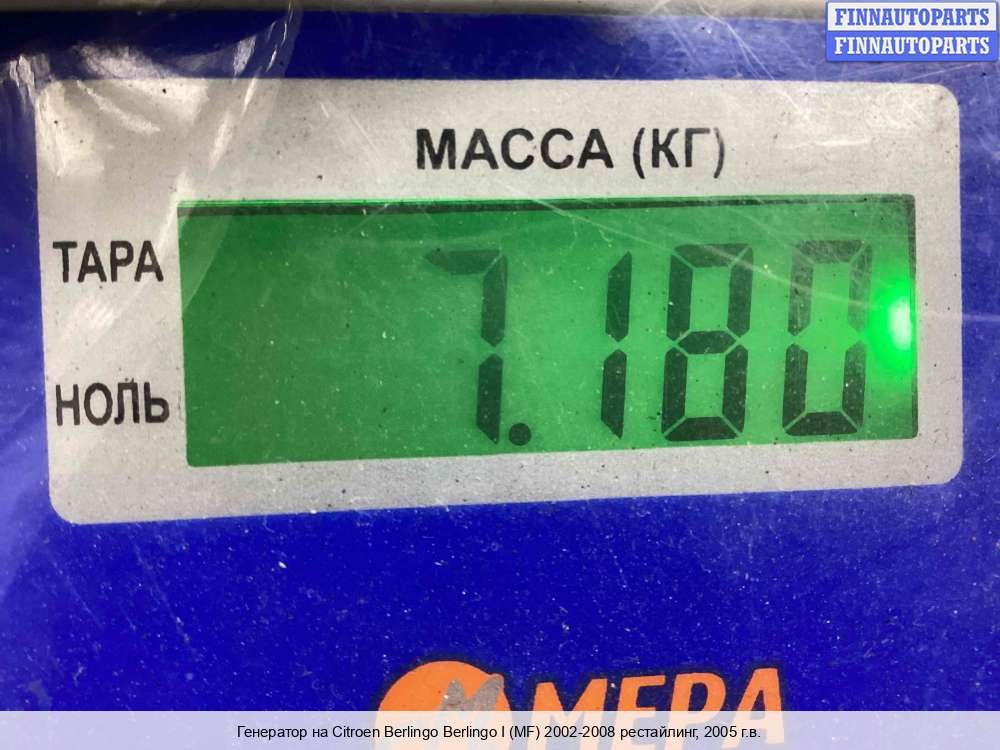 FINNAUTOPARTS
FINNAUTOPARTS
МАССА (КГ)
ТАРА
7.180
НОЛЬ
МЕРА
Генератор на Citroen Berlingo Berlingo I (MF) 2002-2008 рестайлинг, 2005 г.в.